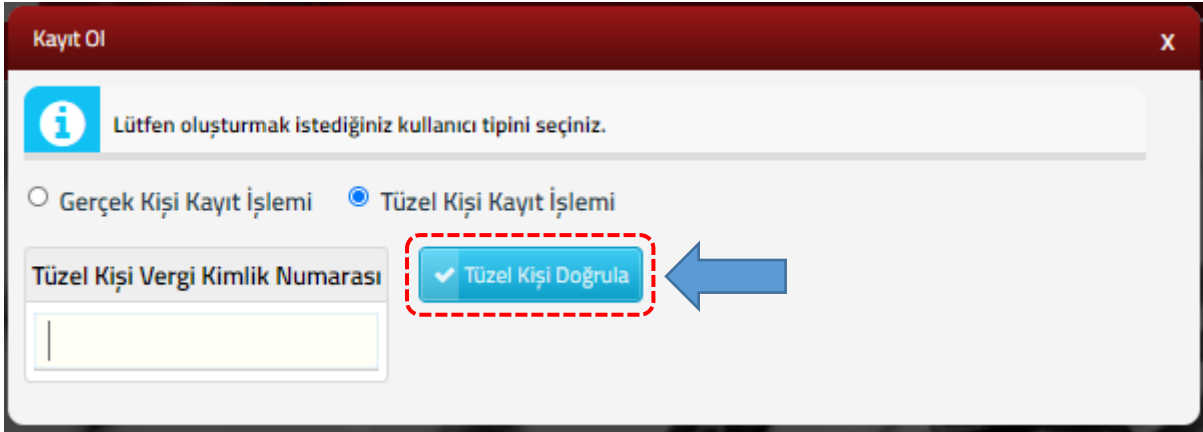 Kayıt Ol
x
Lütfen oluşturmak istediğiniz kullanıcı tipini seçiniz.
Gerçek Kişi Kayıt İşlemi Tüzel Kişi Kayıt İşlemi
Tüzel Kişi Vergi Kimlik Numarası
Tüzel Kişi Doğrula